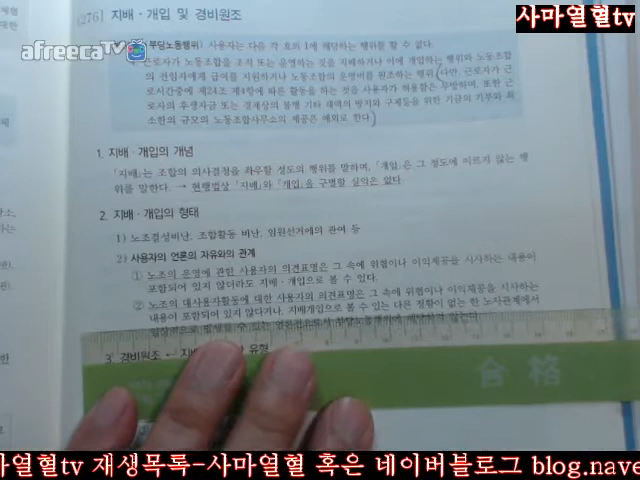 사마열혈tv
(276) 지배·개입 및 경비원조
afreecaTV
(부당노동행위) 사용자는 다음 각 호의 1에 해당하는 행위를 할 수 없다.
근로자가 노동조합을 조직 또는 운영하는 것을 지배하거나 이에 개입하는 행위와 노동조합
의 전임자에게 급여를 지원하거나 노동조합의 운영비를 원조하는 행위(다만, 근로자가 근
로시간중에 제24조 제4항에 따른 활동을 하는 것을 사용자가 허용함은 무방하며, 또한 근
로자의 후생자금 또는 경제상의 불행 기타 재액의 방지와 구제등을 위한 기금의 기부와 최
소한의 규모의 노동조합사무소의 제공은 예외로 한다.)
1. 지배·개입의 개념
「지배」는 조합의 의사결정을 좌우할 정도의 행위를 말하며, 「개입」은 그 정도에 이르지 않는 행
위를 말한다. → 현행법상 「지배」와 「개입」을 구별할 실익은 없다.
2. 지배·개입의 형태
1) 노조결성비난, 조합활동 비난, 임원선거에의 관여 등
2) 사용자의 언론의 자유와의 관계
① 노조의 운영에 관한 사용자의 의견표명은 그 속에 위협이나 이익제공을 시사하는 내용이
포함되어 있지 않더라도 지배·개입으로 볼 수 있다.
② 노조의 대사용자활동에 대한 사용자의 의견표명은 그 속에 위협이나 이익제공을 시사하는
내용이 포함되어 있지 않다거나, 지배개입으로 볼 수 있는 다른 정황이 없는 한 노사관계에서
3. 경비원조 ← 지배 유형
合格
사마열혈tv 재생목록-사마열혈 혹은 네이버블로그 blog.nave